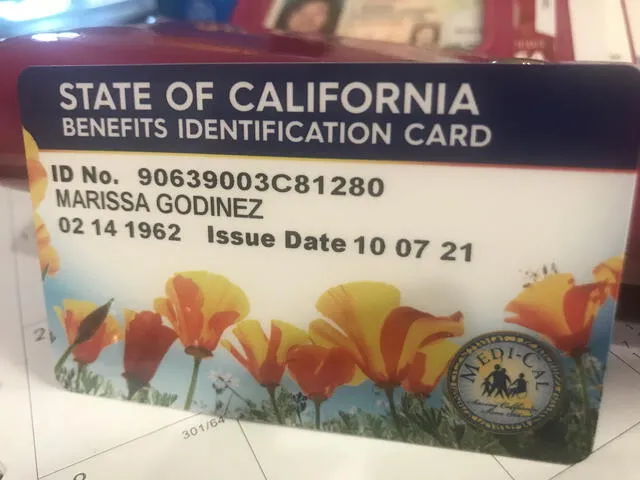 STATE OF CALIFORNIA
BENEFITS IDENTIFICATION CARD
ID No. 90639003C81280
MARISSA GODINEZ
02 14 1962 Issue Date 10 07 21
MEDI-CAL
2
301/64